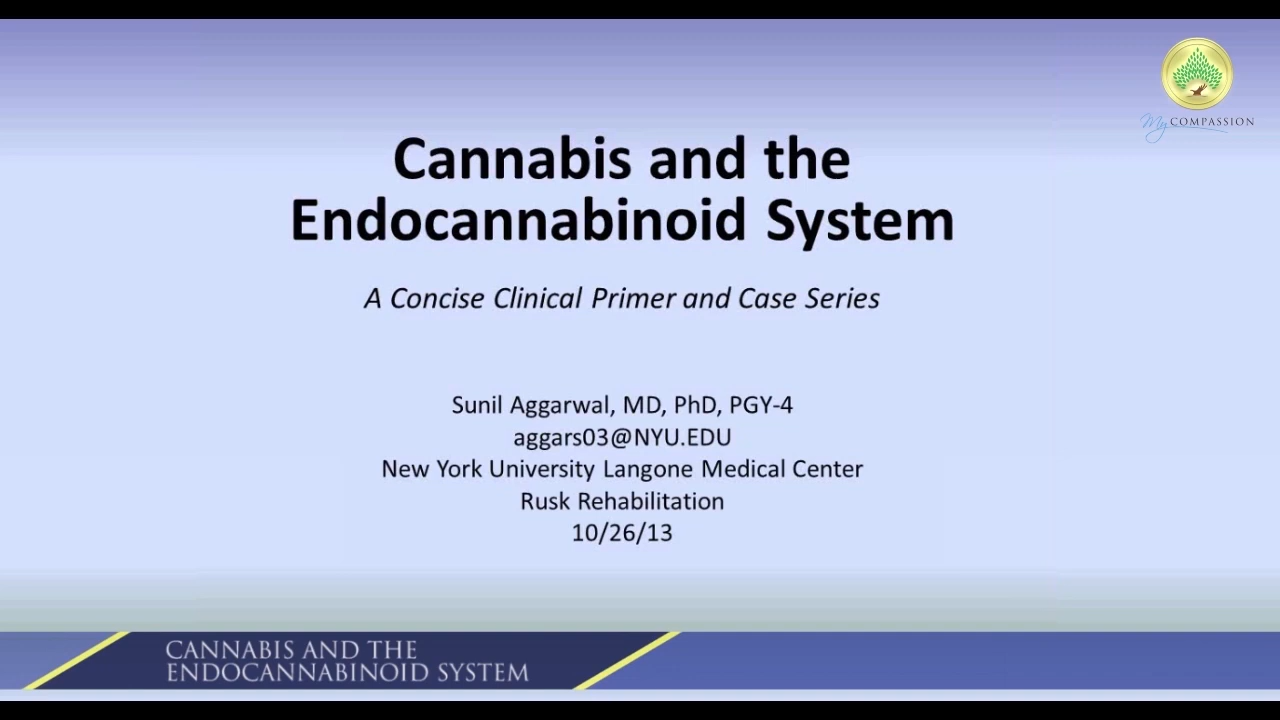 My COMPASSION
Cannabis and the
Endocannabinoid System
A Concise Clinical Primer and Case Series
Sunil Aggarwal, MD, PhD, PGY-4
aggars03@NYU.EDU
New York University Langone Medical Center
Rusk Rehabilitation
10/26/13
CANNABIS AND THE
ENDOCANNABINOID SYSTEM